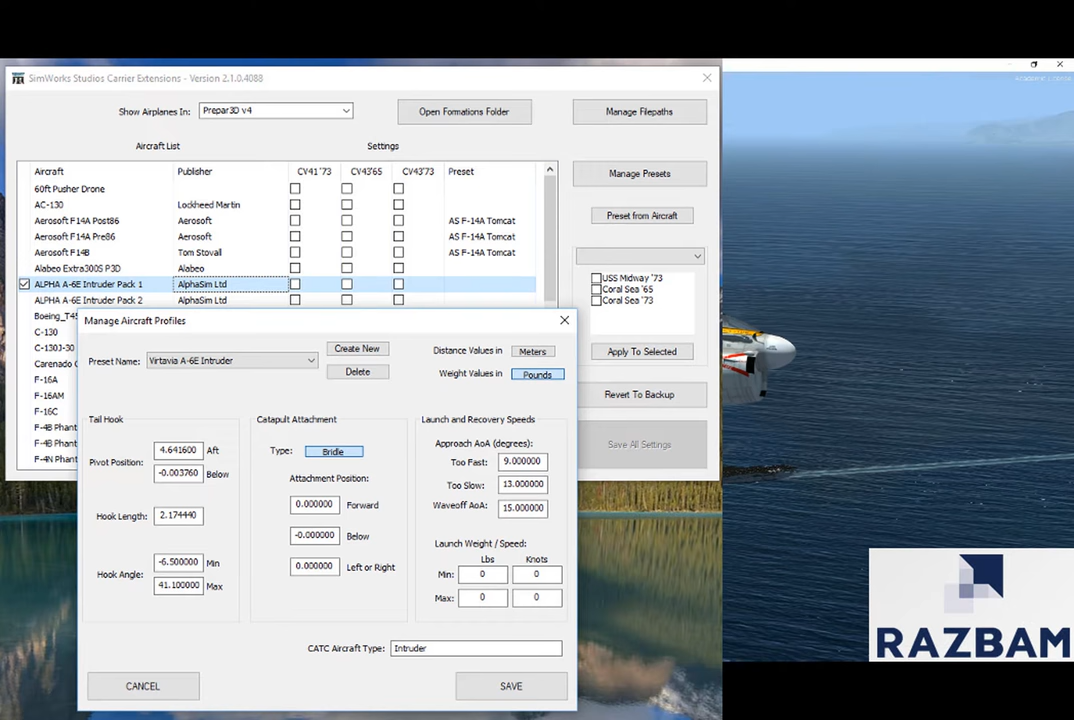 SimWorks Studios Carrier Extensions - Version 2.1.0.4088
Show Airplanes In: Prepar3D v4 Open Formations Folder Manage Filepaths
Aircraft List Settings
Aircraft Publisher CV41 '73 CV43'65 CV43'73 Preset
60ft Pusher Drone
AC-130 Lockheed Martin
Aerosoft F14A Post86 Aerosoft AS F-14A Tomcat
Aerosoft F14A Pre86 Aerosoft AS F-14A Tomcat
Aerosoft F14B Tom Stovall AS F-14A Tomcat
Alabeo Extra300S P3D Alabeo
ALPHA A-6E Intruder Pack 1 AlphaSim Ltd
ALPHA A-6E Intruder Pack 2 AlphaSim Ltd
Boeing_T45
C-130
C-130J-30
Carenado C
F-16A
F-16AM
F-16C
F-4B Phant
F-4B Phant
F-4N Phant
Manage Presets
Preset from Aircraft
USS Midway '73
Coral Sea '65
Coral Sea '73
Apply To Selected
Revert To Backup
Save All Settings
Manage Aircraft Profiles
Preset Name: Virtavia A-6E Intruder
Create New
Delete
Distance Values in Meters
Weight Values in Pounds
Tail Hook
Pivot Position:
4.641600 Aft
-0.003760 Below
Hook Length: 2.174440
Hook Angle:
-6.500000 Min
41.100000 Max
Catapult Attachment
Type: Bridle
Attachment Position:
0.000000 Forward
-0.000000 Below
0.000000 Left or Right
Launch and Recovery Speeds
Approach AoA (degrees):
Too Fast: 9.000000
Too Slow: 13.000000
Waveoff AoA: 15.000000
Launch Weight / Speed:
Lbs Knots
Min: 0 0
Max: 0 0
CATC Aircraft Type: Intruder
CANCEL SAVE
RAZBAM